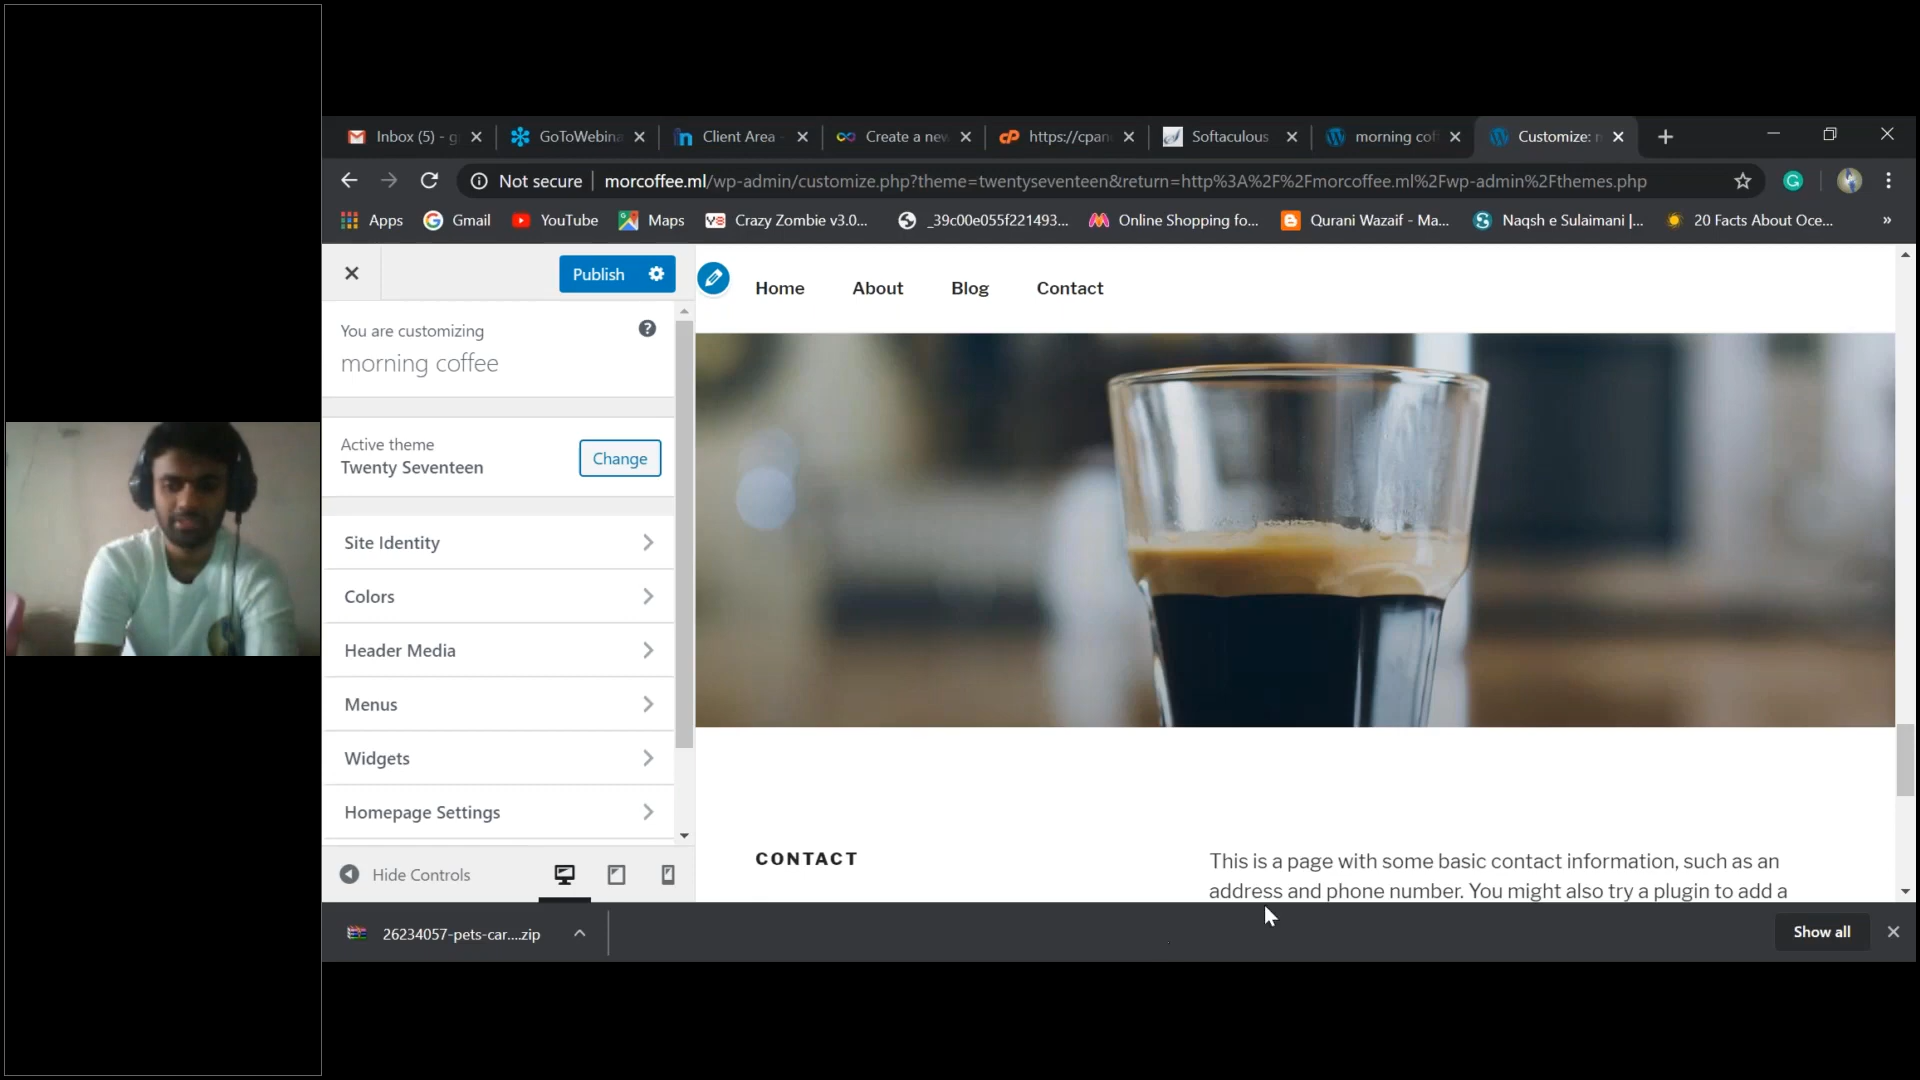 Inbox (5) - g
GoToWebina
Client Area -
Create a new
https://cpan
Softaculous
morning cof
Customize: m
Not secure
morcoffee.ml/wp-admin/customize.php?theme=twentyseventeen&return=http%3A%2F%2Fmorcoffee.ml%2Fwp-admin%2Fthemes.php
Apps
Gmail
YouTube
Maps
Crazy Zombie v3.0...
_39c00e055f221493...
Online Shopping fo...
Qurani Wazaif - Ma...
Naqsh e Sulaimani |...
20 Facts About Oce...
»
Publish
You are customizing
morning coffee
Active theme
Twenty Seventeen
Change
Site Identity
Colors
Header Media
Menus
Widgets
Homepage Settings
Hide Controls
Home
About
Blog
Contact
CONTACT
This is a page with some basic contact information, such as an
address and phone number. You might also try a plugin to add a
26234057-pets-car....zip
Show all